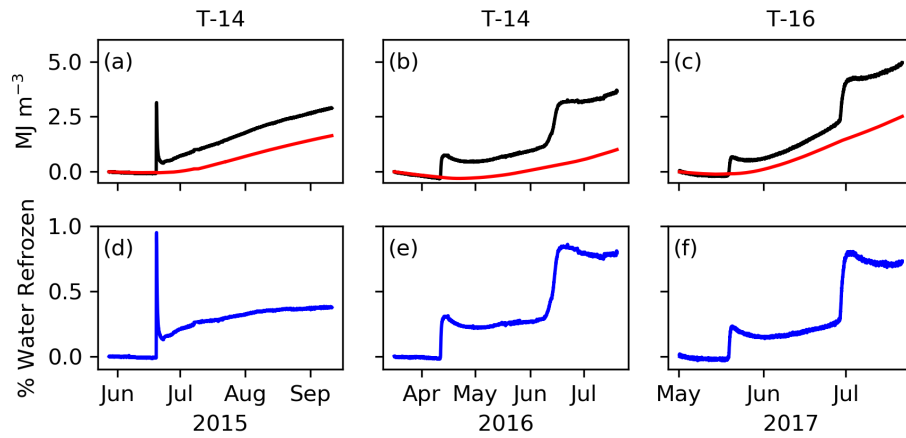 T-14 T-14 T-16
MJ m⁻³
5.0
2.5
0.0
(a) (b) (c)
% Water Refrozen
1.0
0.5
0.0
(d) (e) (f)
Jun Jul Aug Sep Apr May Jun Jul May Jun Jul
2015 2016 2017